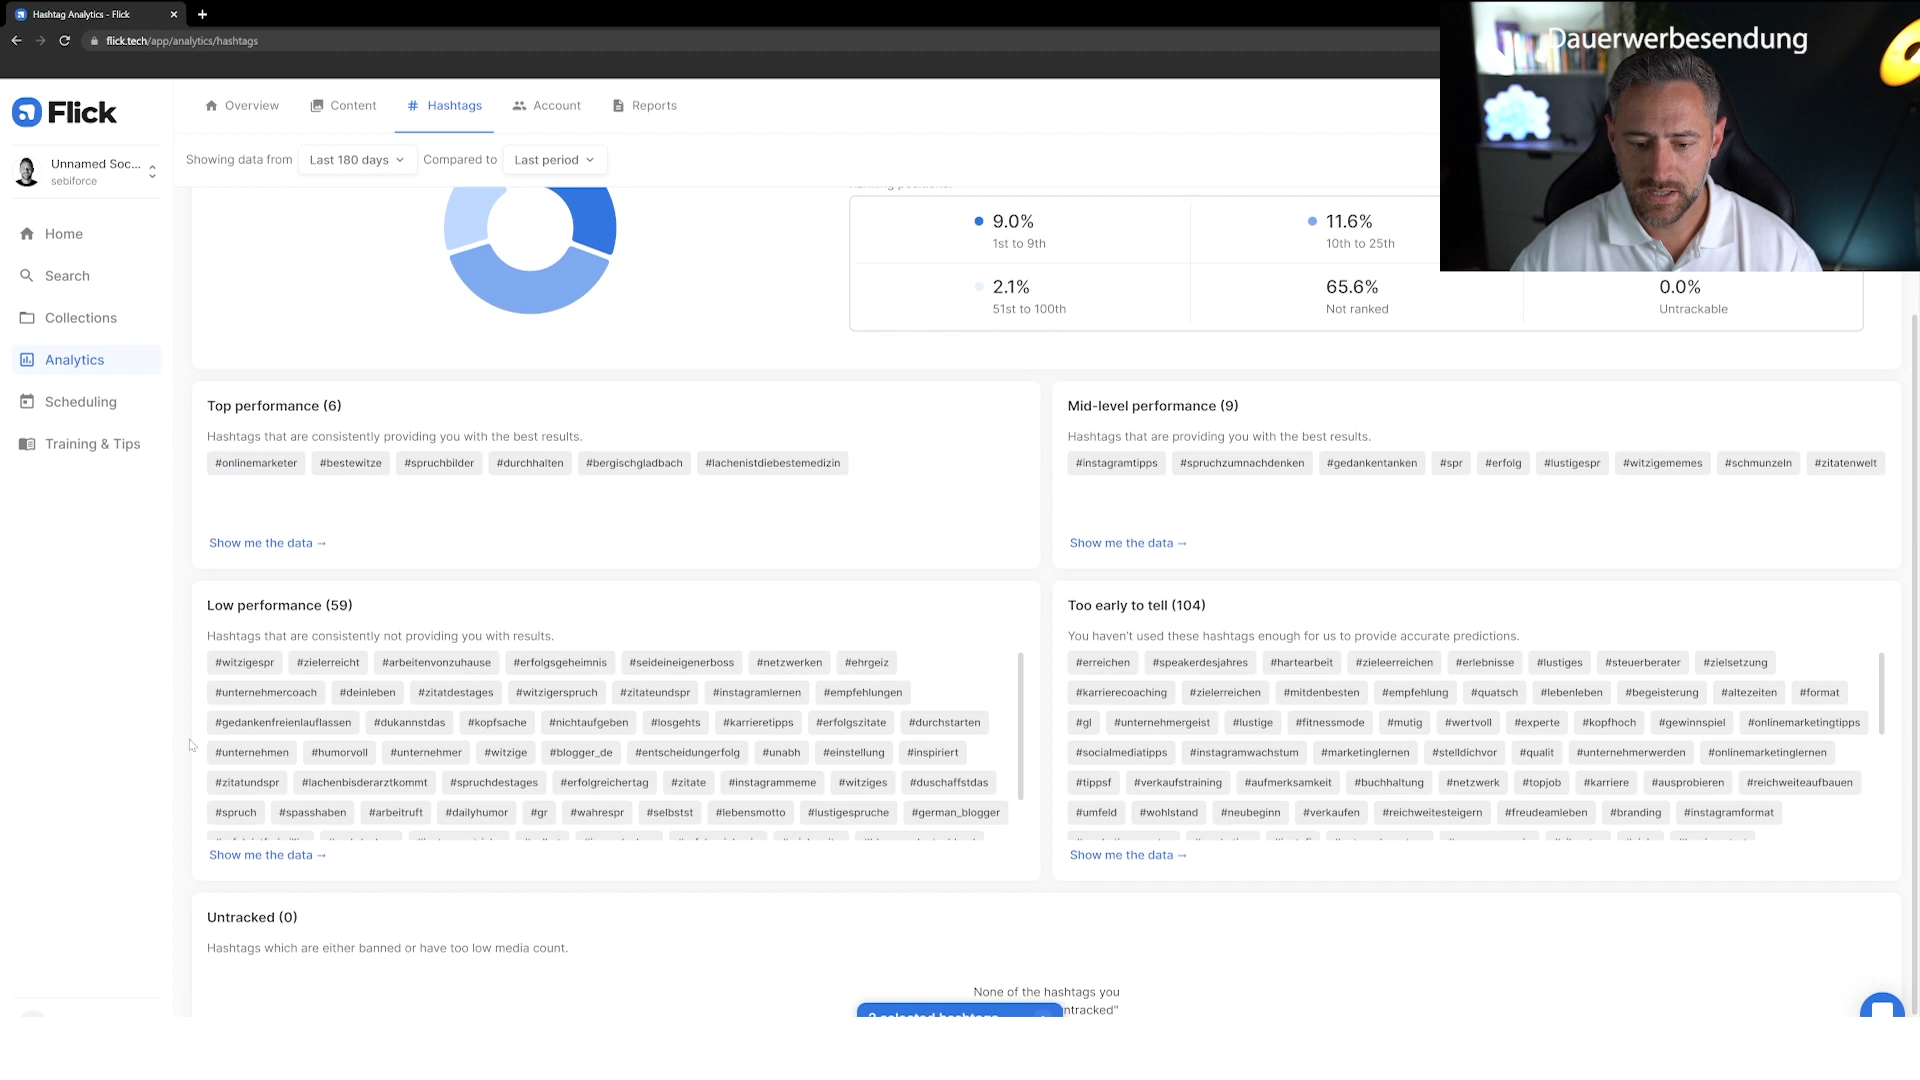 Hashtag Analytics - Flick
flick.tech/app/analytics/hashtags
Dauerwerbesendung
Flick
Overview
Content
Hashtags
Account
Reports
Unnamed Soc...
sebiforce
Showing data from
Last 180 days
Compared to
Last period
Home
Search
Collections
Analytics
Scheduling
Training & Tips
9.0%
1st to 9th
11.6%
10th to 25th
2.1%
51st to 100th
65.6%
Not ranked
0.0%
Untrackable
Top performance (6)
Hashtags that are consistently providing you with the best results.
#onlinemarketer #bestewitze #spruchbilder #durchhalten #bergischgladbach #lachenistdiebestemedizin
Show me the data →
Mid-level performance (9)
Hashtags that are providing you with the best results.
#instagramtipps #spruchzumnachdenken #gedankentanken #spr #erfolg #lustigespr #witzigememes #schmunzeln #zitatenwelt
Show me the data →
Low performance (59)
Hashtags that are consistently not providing you with results.
#witzigespr #zielerreicht #arbeitenvonzuhause #erfolgsgeheimnis #seideineigenerboss #netzwerken #ehrgeiz
#unternehmercoach #deinleben #zitatdestages #witzigerspruch #zitateundspr #instagramlernen #empfehlungen
#gedankenfreienlauflassen #dukannstdas #kopfsache #nichtaufgeben #losgehts #karrieretipps #erfolgszitate #durchstarten
#unternehmen #humorvoll #unternehmer #witzige #blogger_de #entscheidungerfolg #unabh #einstellung #inspiriert
#zitatundspr #lachenbisderarztkommt #spruchdestages #erfolgreichertag #zitate #instagrammeme #witziges #duschaffstdas
#spruch #spasshaben #arbeitruft #dailyhumor #gr #wahrespr #selbstst #lebensmotto #lustigespruche #german_blogger
Show me the data →
Too early to tell (104)
You haven't used these hashtags enough for us to provide accurate predictions.
#erreichen #speakerdesjahres #hartearbeit #zieleerreichen #erlebnisse #lustiges #steuerberater #zielsetzung
#karrierecoaching #zielerreichen #mitdenbesten #empfehlung #quatsch #lebenleben #begeisterung #altezeiten #format
#gl #unternehmergeist #lustige #fitnessmode #mutig #wertvoll #experte #kopfhoch #gewinnspiel #onlinemarketingtipps
#socialmediatipps #instagramwachstum #marketinglernen #stelldichvor #qualit #unternehmerwerden #onlinemarketinglernen
#tippsf #verkaufstraining #aufmerksamkeit #buchhaltung #netzwerk #topjob #karriere #ausprobieren #reichweiteaufbauen
#umfeld #wohlstand #neubeginn #verkaufen #reichweitesteigern #freudeamleben #branding #instagramformat
Show me the data →
Untracked (0)
Hashtags which are either banned or have too low media count.
None of the hashtags you
ntracked"
selected hashtags